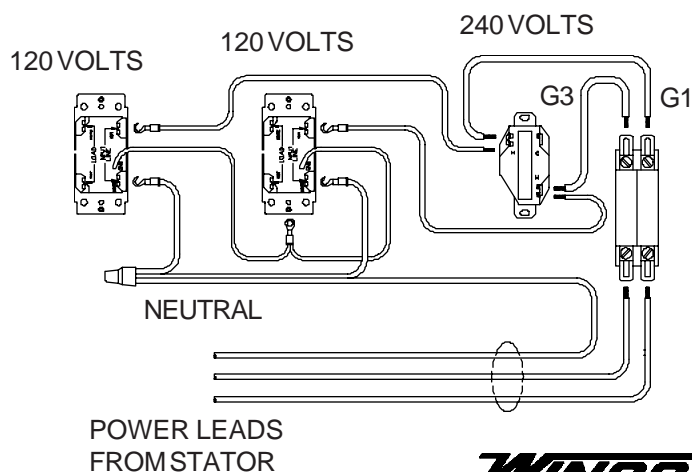 120 VOLTS
120 VOLTS
240 VOLTS
G3
G1
NEUTRAL
POWER LEADS
FROM STATOR